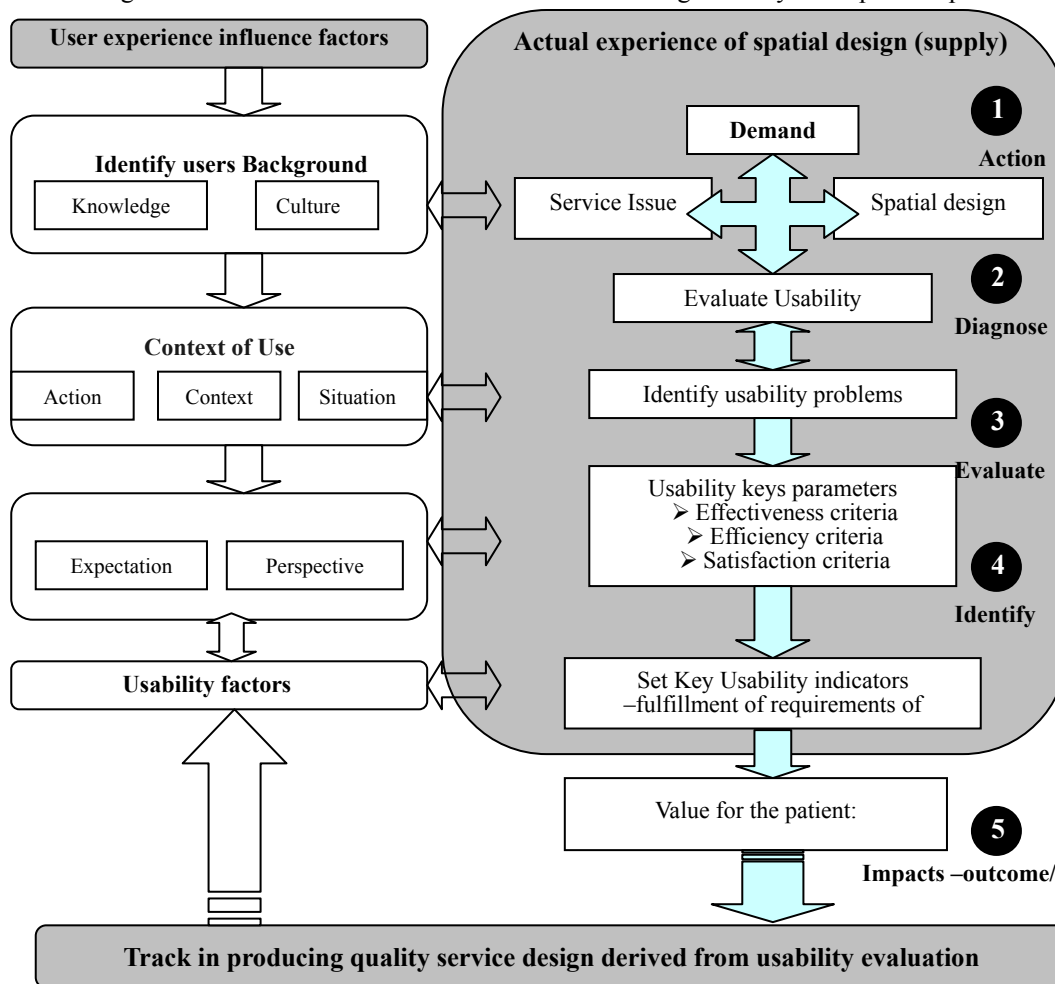 User experience influence factors
Identify users Background
Knowledge
Culture
Context of Use
Action
Context
Situation
Expectation
Perspective
Usability factors
Actual experience of spatial design (supply)
1
Action
Demand
Service Issue
Spatial design
2
Diagnose
Evaluate Usability
Identify usability problems
3
Evaluate
Usability keys parameters
➢ Effectiveness criteria
➢ Efficiency criteria
➢ Satisfaction criteria
4
Identify
Set Key Usability indicators
–fulfillment of requirements of
Value for the patient:
5
Impacts –outcome/
Track in producing quality service design derived from usability evaluation